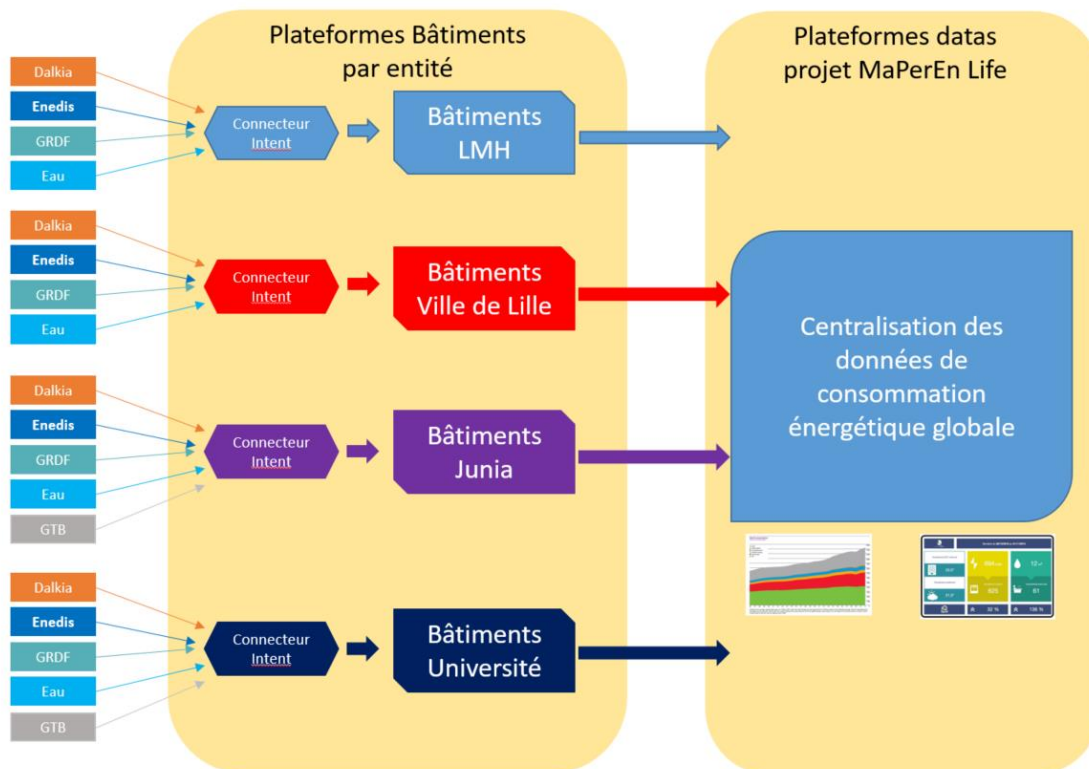 Plateformes Bâtiments
par entité
Plateformes datas
projet MaPerEn Life
Dalkia
Enedis
GRDF
Eau
Connecteur
Intent
Bâtiments
LMH
Dalkia
Enedis
GRDF
Eau
Connecteur
Intent
Bâtiments
Ville de Lille
Dalkia
Enedis
GRDF
Eau
GTB
Connecteur
Intent
Bâtiments
Junia
Dalkia
Enedis
GRDF
Eau
GTB
Connecteur
Intent
Bâtiments
Université
Centralisation des
données de
consommation
énergétique globale